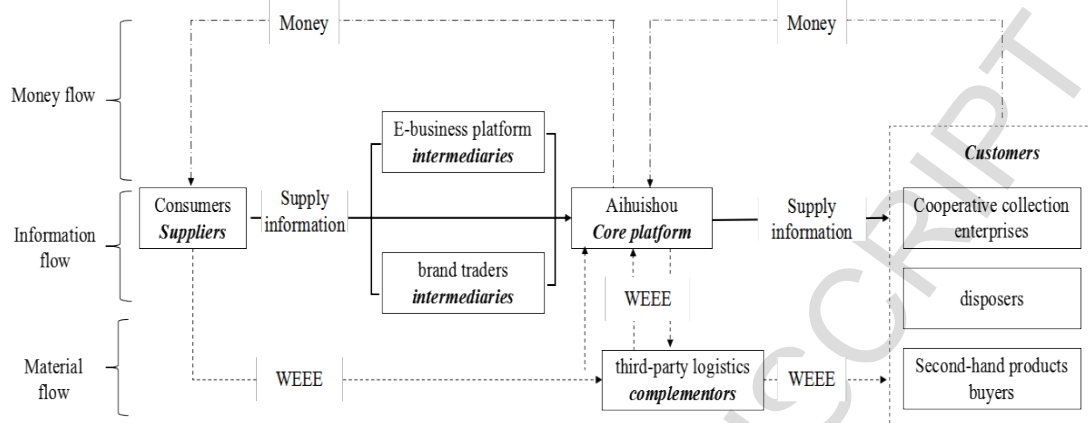 Money
Money
Money flow
E-business platform
intermediaries
Customers
Consumers
Suppliers
Supply
information
Aihuishou
Core platform
Supply
information
Cooperative collection
enterprises
Information
flow
brand traders
intermediaries
WEEE
disposers
Material
flow
WEEE
third-party logistics
complementors
WEEE
Second-hand products
buyers